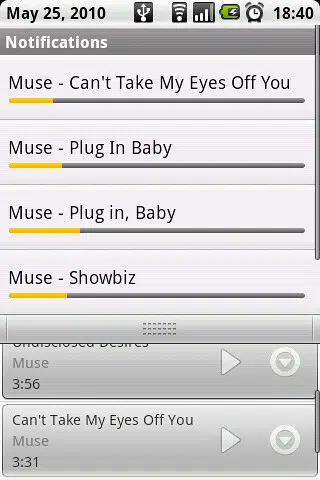 May 25, 2010 18:40
Notifications
Muse - Can't Take My Eyes Off You
Muse - Plug In Baby
Muse - Plug in, Baby
Muse - Showbiz
Undisclosed Desires
Muse
3:56
Can't Take My Eyes Off You
Muse
3:31